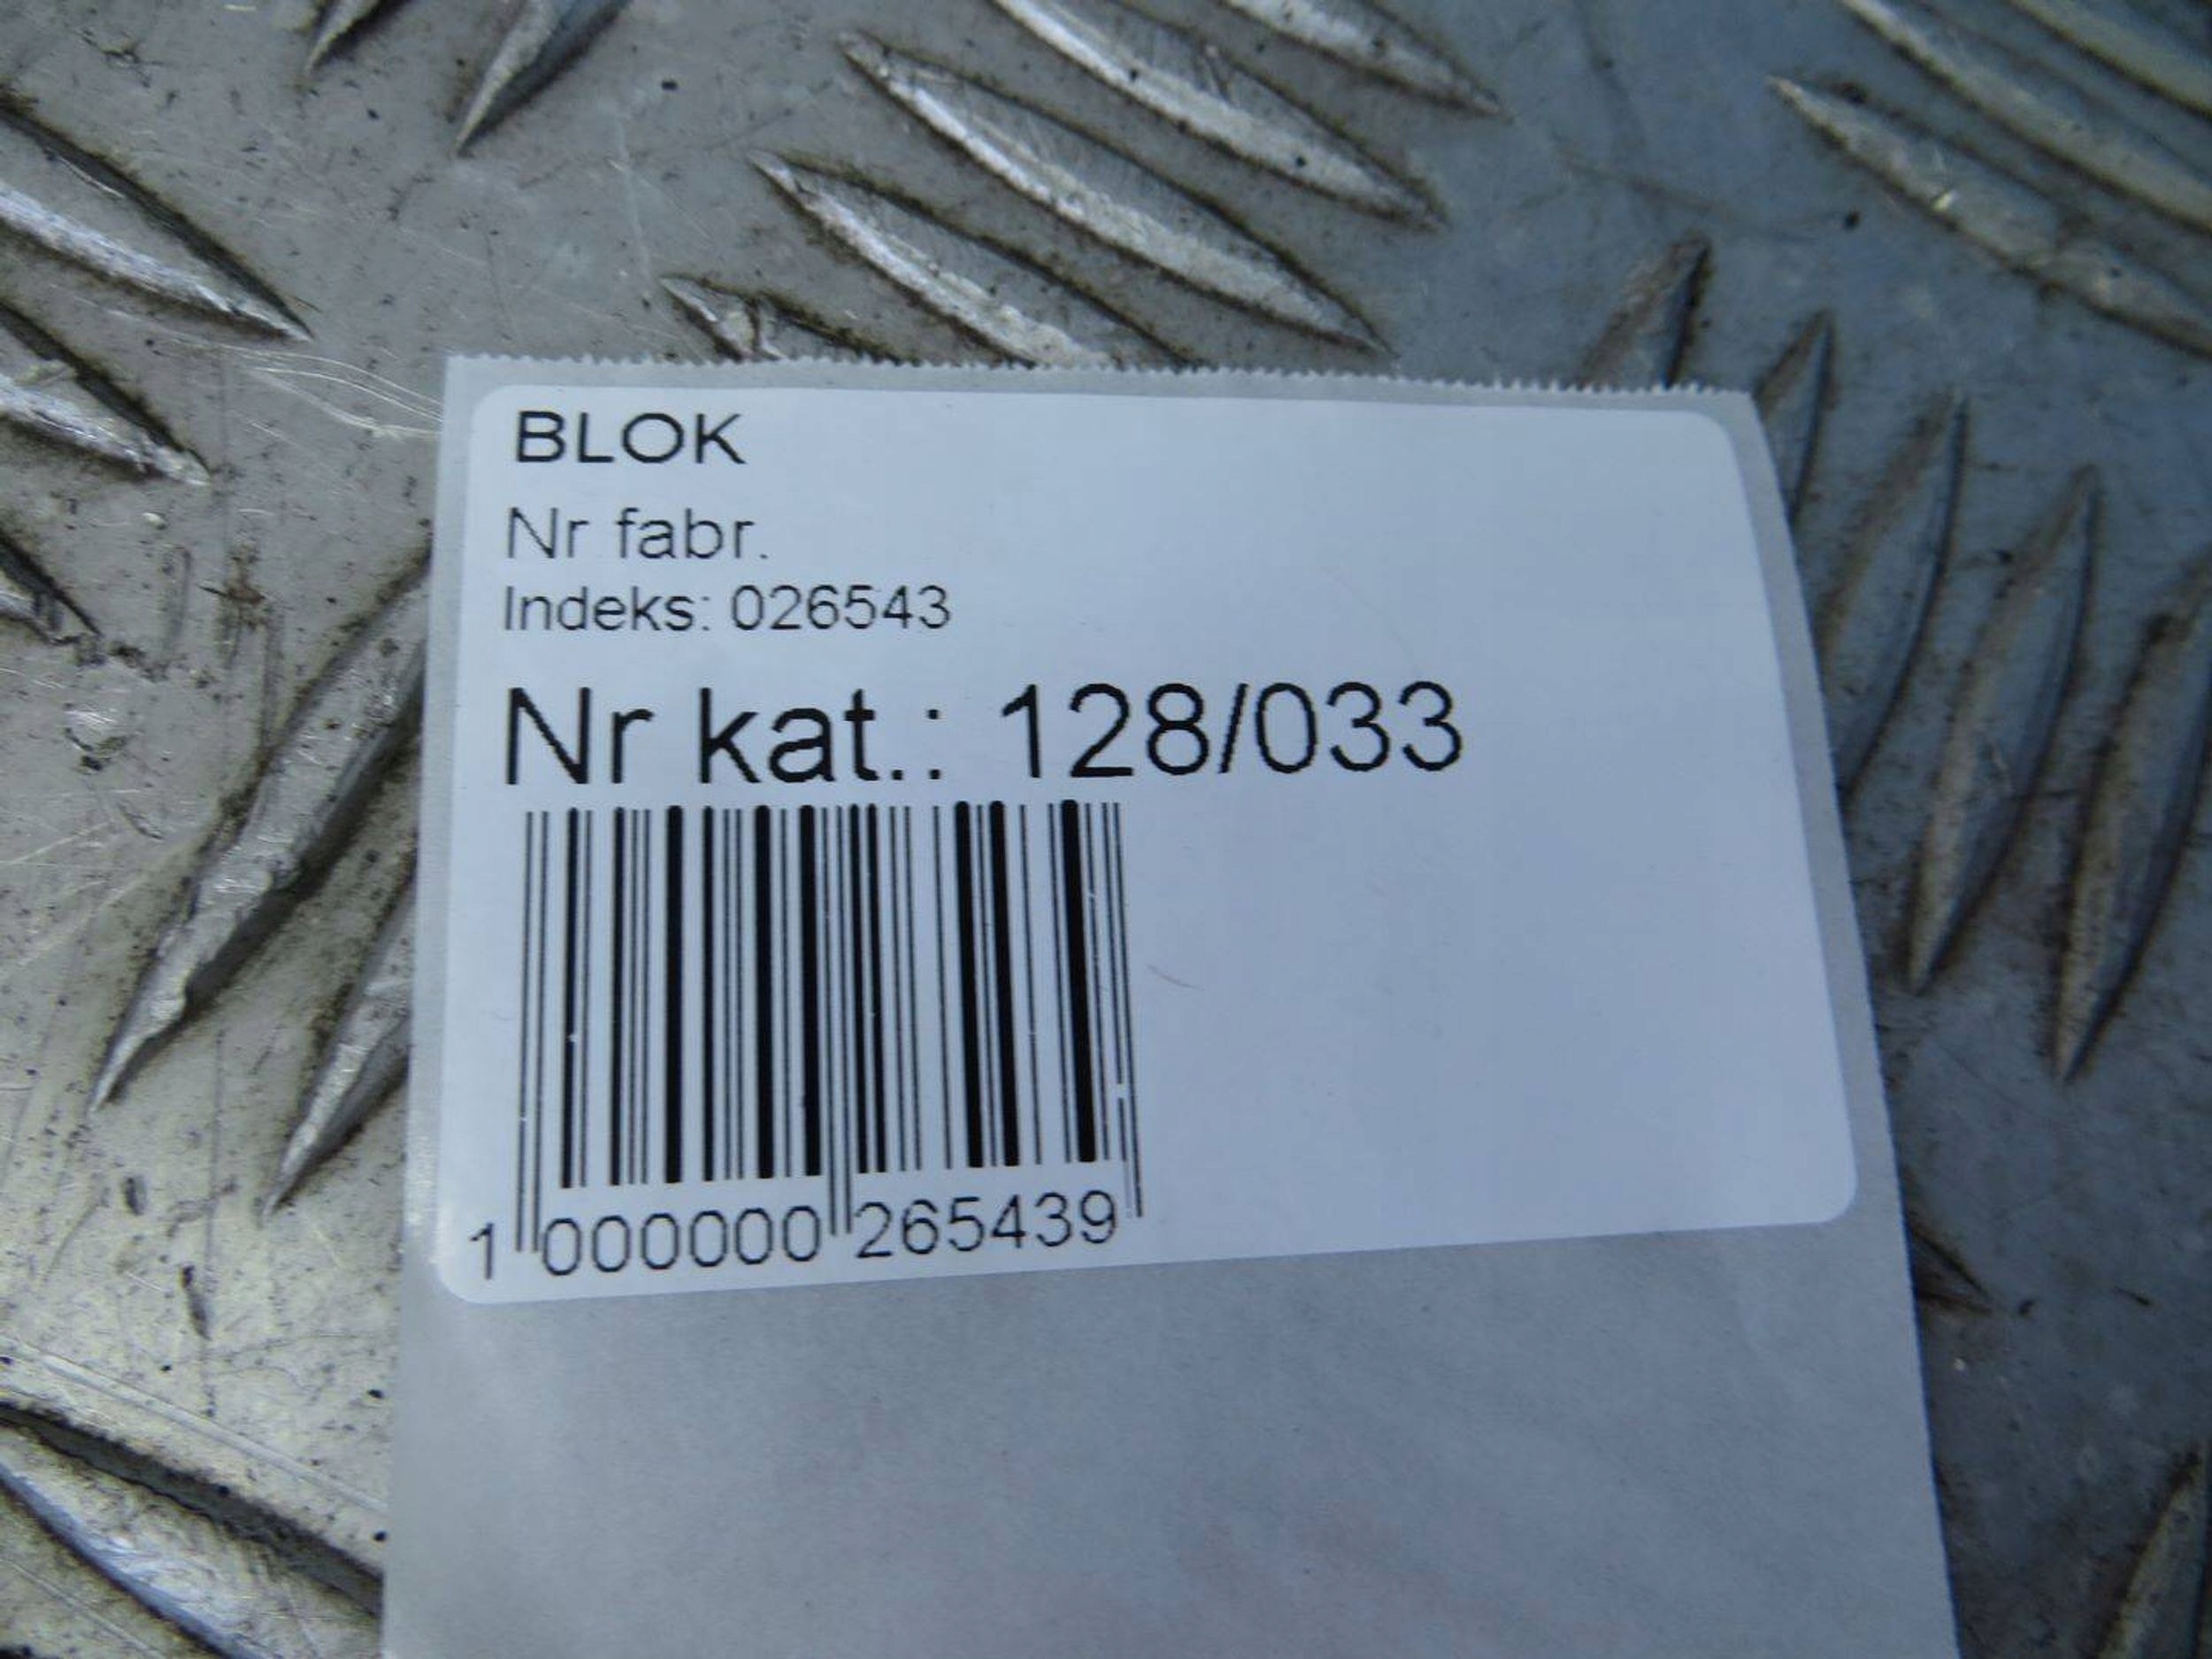 BLOK
Nr fabr.
Indeks: 026543
Nr kat.: 128/033
1 000000 265439